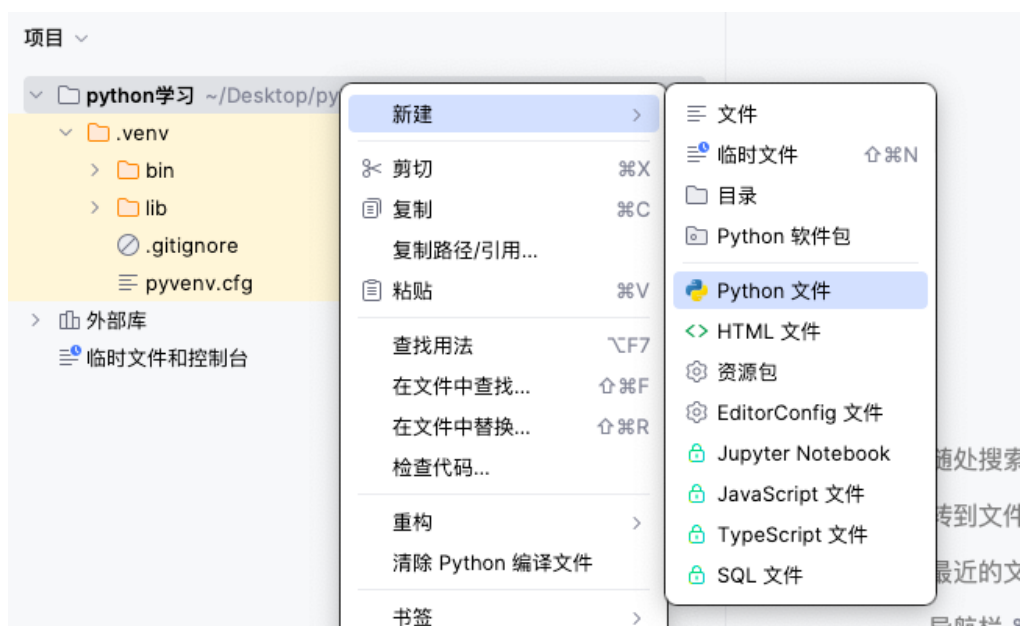 项目
python学习 ~/Desktop/py
.venv
bin
lib
.gitignore
pyvenv.cfg
外部库
临时文件和控制台
新建
剪切 ⌘X
复制 ⌘C
复制路径/引用...
粘贴 ⌘V
查找用法 ⌥F7
在文件中查找... ⇧⌘F
在文件中替换... ⇧⌘R
检查代码...
重构
清除 Python 编译文件
书签
文件
临时文件 ⇧⌘N
目录
Python 软件包
Python 文件
HTML 文件
资源包
EditorConfig 文件
Jupyter Notebook
JavaScript 文件
TypeScript 文件
SQL 文件
随处搜索
转到文件
最近的文
导航栏